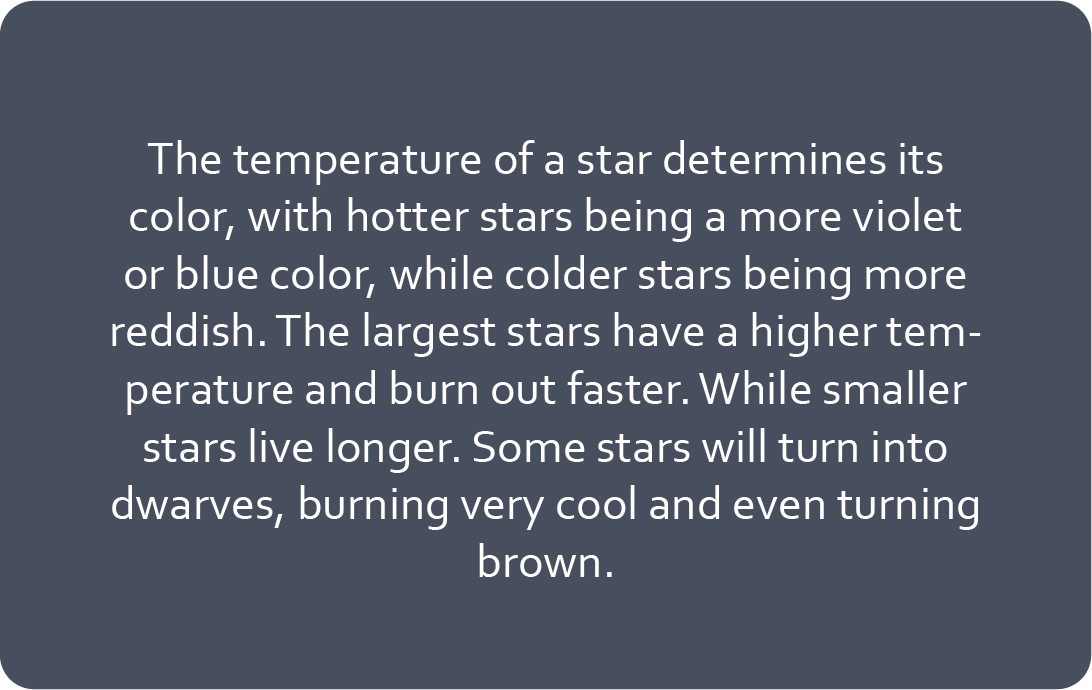 The temperature of a star determines its
color, with hotter stars being a more violet
or blue color, while colder stars being more
reddish. The largest stars have a higher tem-
perature and burn out faster. While smaller
stars live longer. Some stars will turn into
dwarves, burning very cool and even turning
brown.